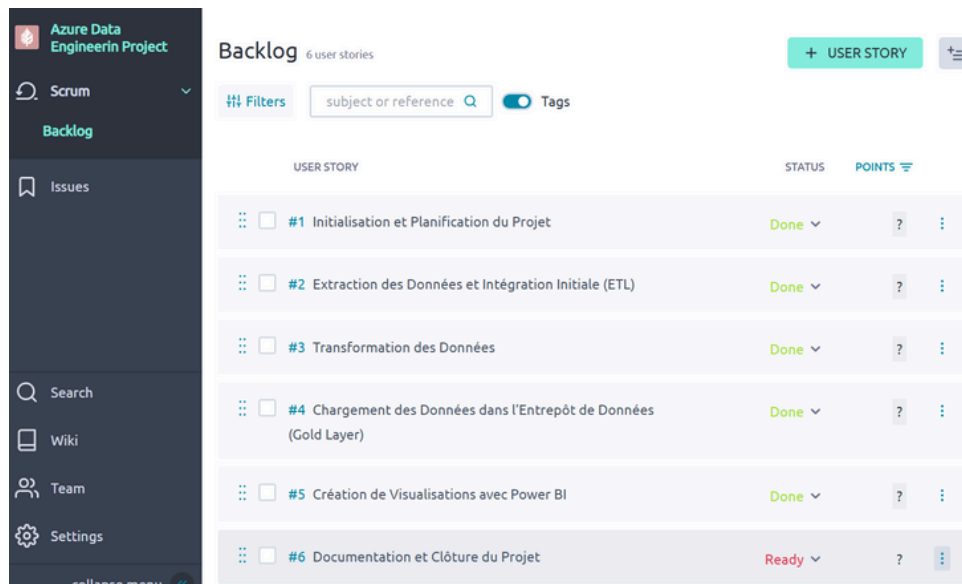 Azure Data
Engineerin Project
Scrum
Backlog
Issues
Search
Wiki
Team
Settings
collapse menu
Backlog 6 user stories
+ USER STORY
Filters
subject or reference
Tags
USER STORY STATUS POINTS
#1 Initialisation et Planification du Projet Done ?
#2 Extraction des Données et Intégration Initiale (ETL) Done ?
#3 Transformation des Données Done ?
#4 Chargement des Données dans l'Entrepôt de Données
(Gold Layer) Done ?
#5 Création de Visualisations avec Power BI Done ?
#6 Documentation et Clôture du Projet Ready ?